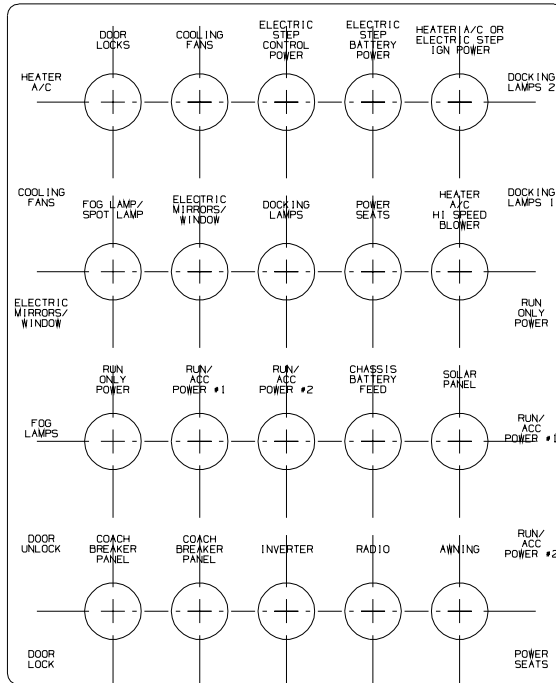 DOOR
LOCKS
COOLING
FANS
ELECTRIC
STEP
CONTROL
POWER
ELECTRIC
STEP
BATTERY
POWER
HEATER A/C OR
ELECTRIC STEP
IGN POWER
HEATER
A/C
DOCKING
LAMPS 2
COOLING
FANS
FOG LAMP/
SPOT LAMP
ELECTRIC
MIRRORS/
WINDOW
DOCKING
LAMPS
POWER
SEATS
HEATER
A/C
HI SPEED
BLOWER
DOCKING
LAMPS 1
ELECTRIC
MIRRORS/
WINDOW
RUN
ONLY
POWER
RUN
ONLY
POWER
RUN/
ACC
POWER #1
RUN/
ACC
POWER #2
CHASSIS
BATTERY
FEED
SOLAR
PANEL
FOG
LAMPS
RUN/
ACC
POWER #1
DOOR
UNLOCK
COACH
BREAKER
PANEL
COACH
BREAKER
PANEL
INVERTER
RADIO
AWNING
RUN/
ACC
POWER #2
DOOR
LOCK
POWER
SEATS